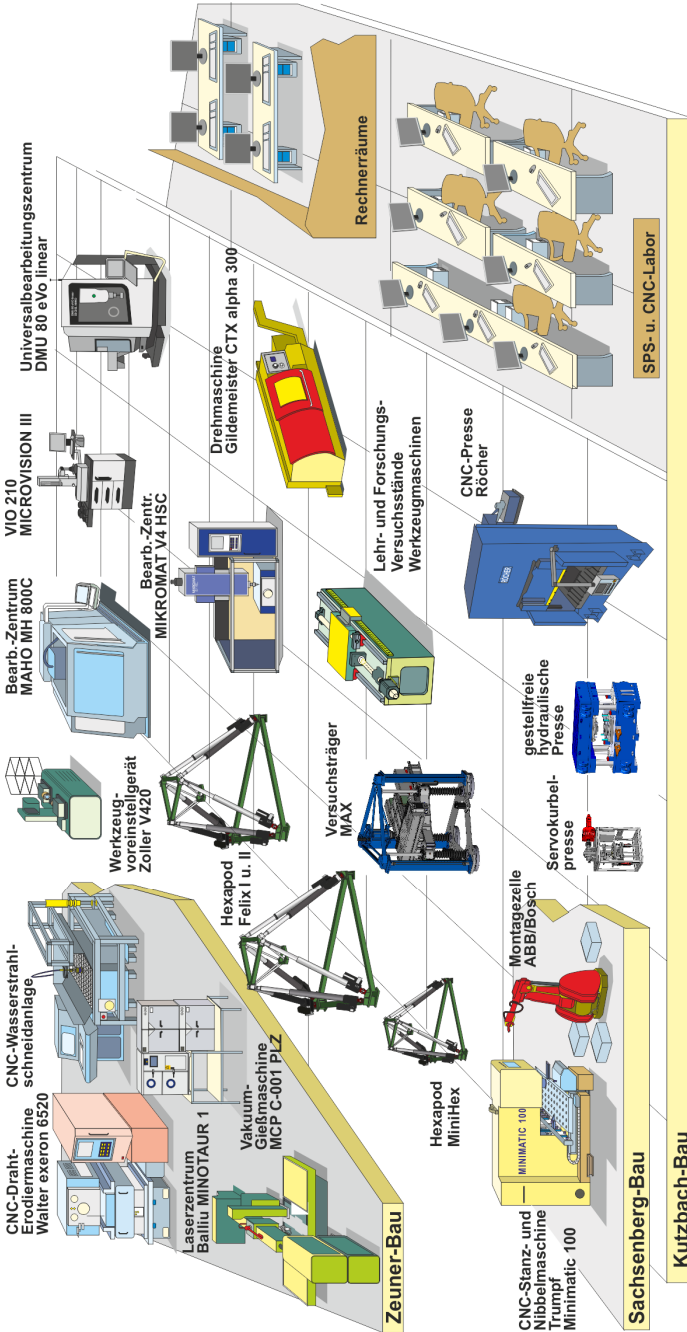 CNC-Draht-
Erodiermaschine
Walter exeron 6520
CNC-Wasserstrahl-
schneidanlage
Werkzeug-
voreinstellgerät
Zoller V420
Bearb.-Zentrum
MAHO MH 800C
VIO 210
MICROVISION III
Universalbearbeitungszentrum
DMU 80 eVo linear
Laserzentrum
Balliu MINOTAUR 1
Vakuum-
Gießmaschine
MCP C-001 PLZ
Hexapod
Felix I u. II
Bearb.-Zentr.
MIKROMAT V4 HSC
Drehmaschine
Gildemeister CTX alpha 300
Rechnerräume
Zeuner-Bau
Hexapod
MiniHex
Versuchsträger
MAX
Lehr- und Forschungs-
Versuchsstände
Werkzeugmaschinen
CNC-Presse
Röcher
MINIMATIC 100
CNC-Stanz- und
Nibbelmaschine
Trumpf
Minimatic 100
Montagezelle
ABB/Bosch
Servokurbel-
presse
gestellfreie
hydraulische
Presse
SPS- u. CNC-Labor
Sachsenberg-Bau
Kutzbach-Bau